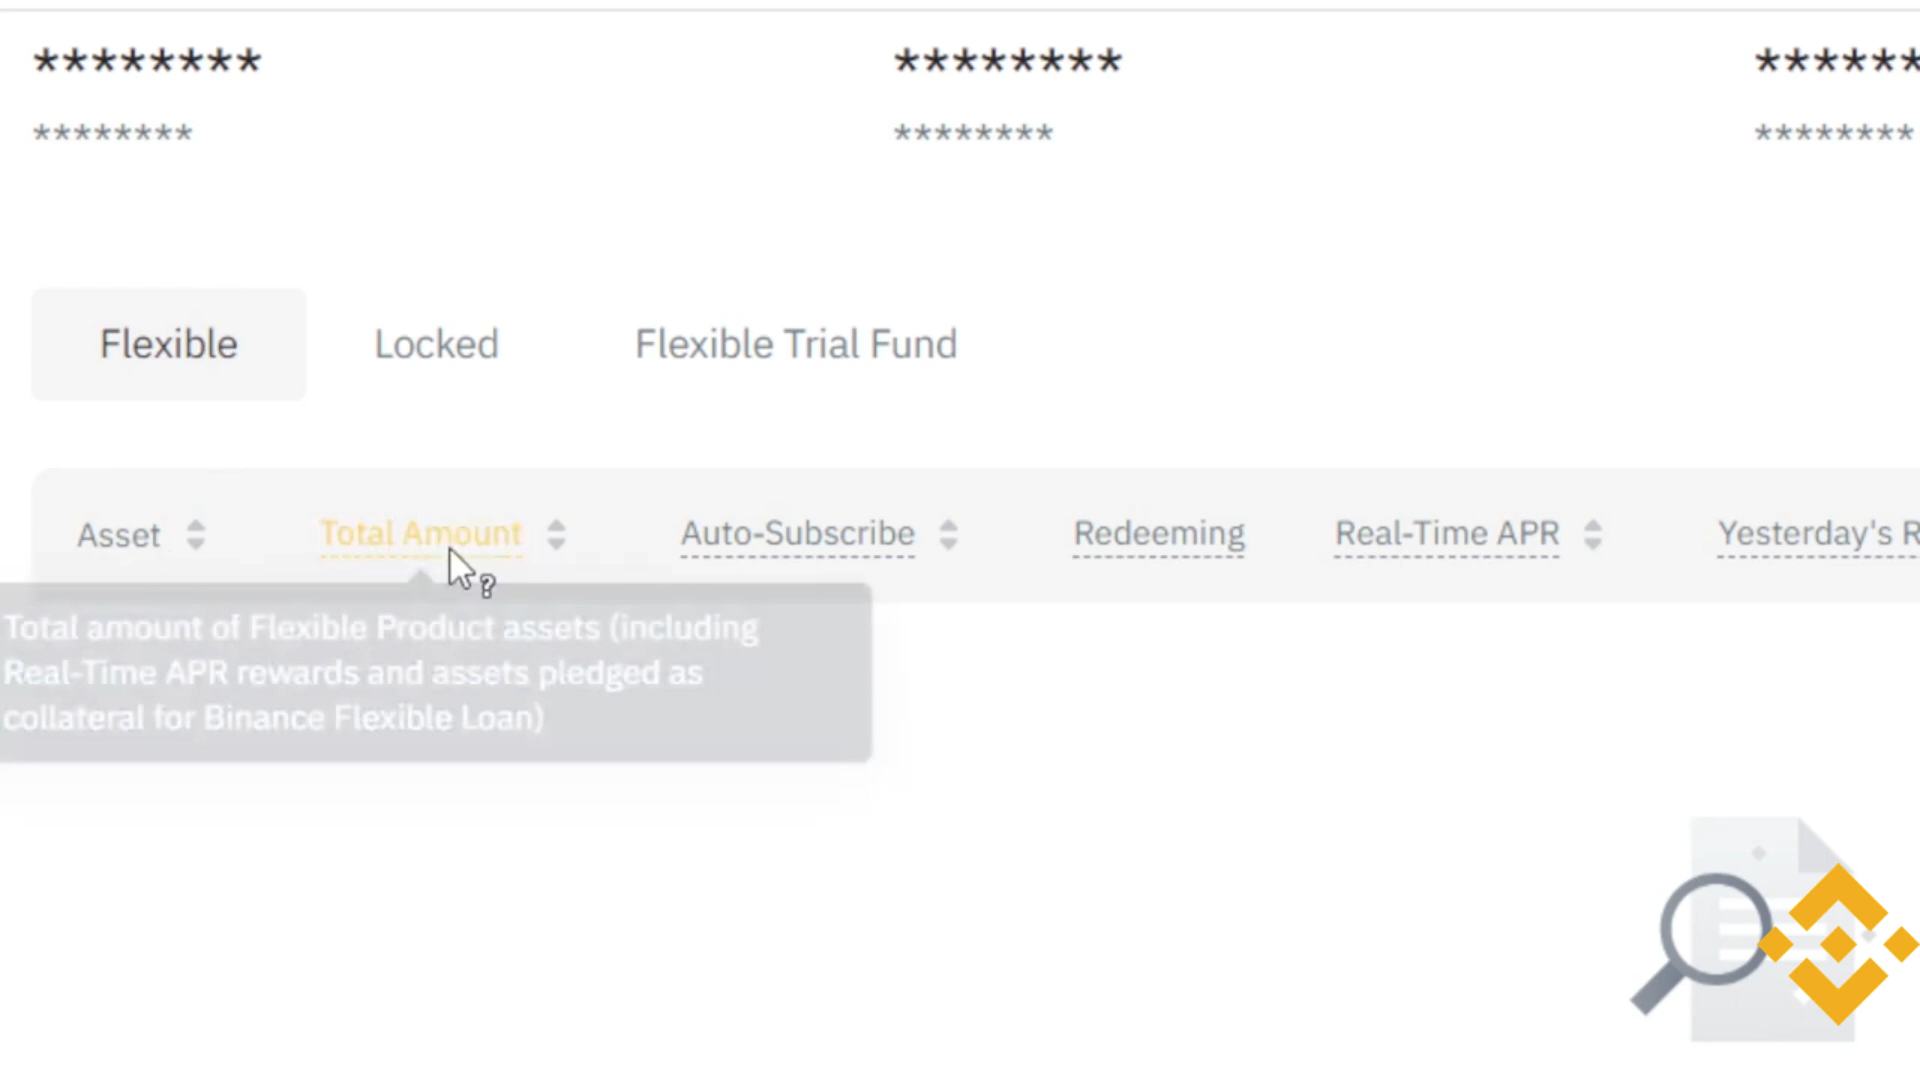 ******** ******** ******
******** ******** ********
Flexible Locked Flexible Trial Fund
Asset Total Amount Auto-Subscribe Redeeming Real-Time APR Yesterday's R
Total amount of Flexible Product assets (including
Real-Time APR rewards and assets pledged as
collateral for Binance Flexible Loan)